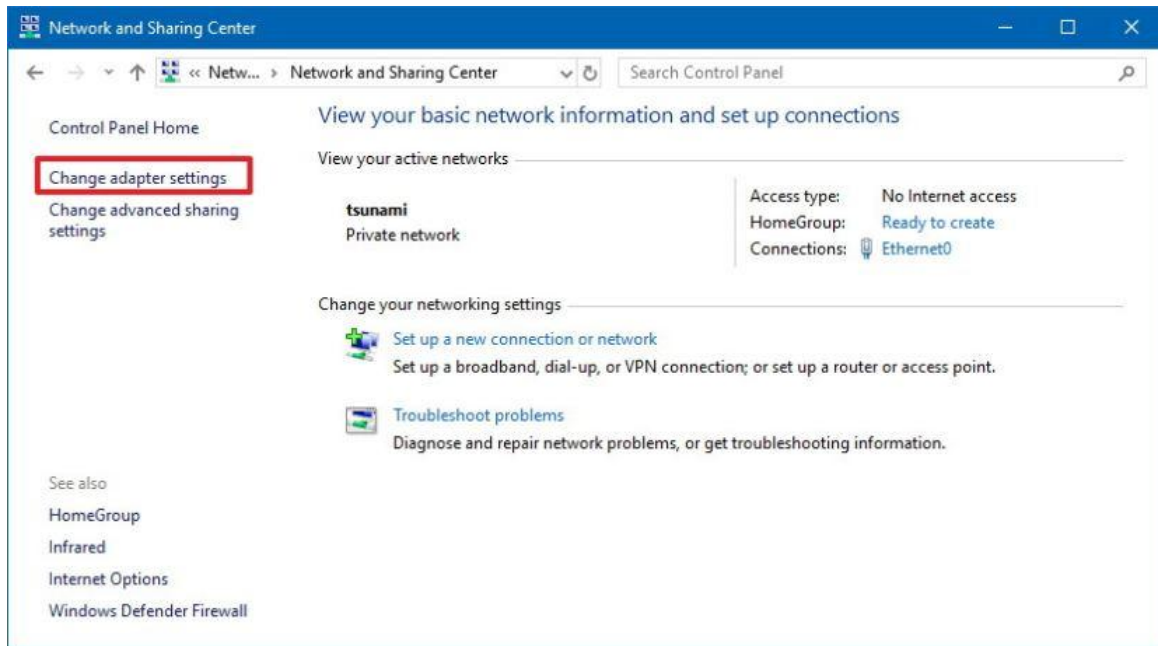 Network and Sharing Center
« Netw... › Network and Sharing Center
Search Control Panel
Control Panel Home
Change adapter settings
Change advanced sharing
settings
View your basic network information and set up connections
View your active networks
tsunami
Private network
Access type: No Internet access
HomeGroup: Ready to create
Connections: Ethernet0
Change your networking settings
Set up a new connection or network
Set up a broadband, dial-up, or VPN connection; or set up a router or access point.
Troubleshoot problems
Diagnose and repair network problems, or get troubleshooting information.
See also
HomeGroup
Infrared
Internet Options
Windows Defender Firewall